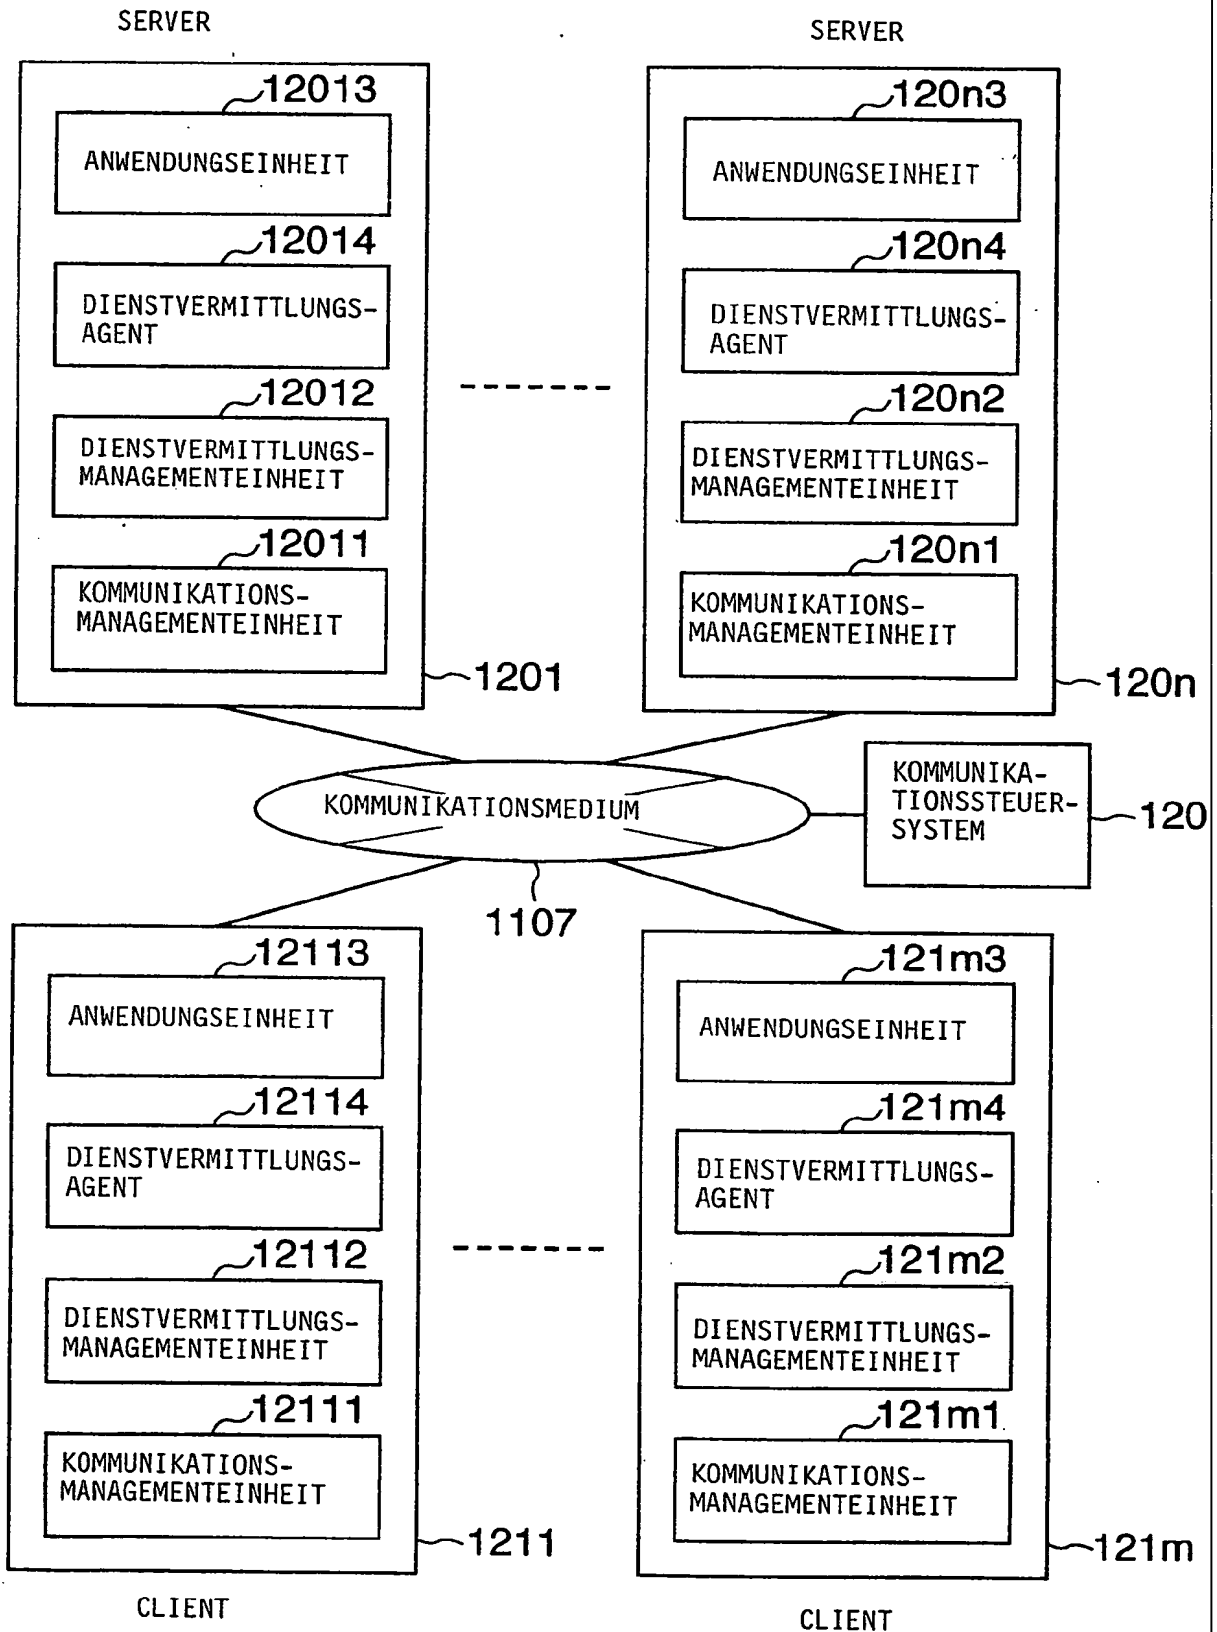 SERVER
12013
ANWENDUNGSEINHEIT
12014
DIENSTVERMITTLUNGS-
AGENT
12012
DIENSTVERMITTLUNGS-
MANAGEMENTEINHEIT
12011
KOMMUNIKATIONS-
MANAGEMENTEINHEIT
1201
SERVER
120n3
ANWENDUNGSEINHEIT
120n4
DIENSTVERMITTLUNGS-
AGENT
120n2
DIENSTVERMITTLUNGS-
MANAGEMENTEINHEIT
120n1
KOMMUNIKATIONS-
MANAGEMENTEINHEIT
120n
KOMMUNIKATIONSMEDIUM
1107
KOMMUNIKA-
TIONSSTEUER-
SYSTEM
120
12113
ANWENDUNGSEINHEIT
12114
DIENSTVERMITTLUNGS-
AGENT
12112
DIENSTVERMITTLUNGS-
MANAGEMENTEINHEIT
12111
KOMMUNIKATIONS-
MANAGEMENTEINHEIT
1211
CLIENT
121m3
ANWENDUNGSEINHEIT
121m4
DIENSTVERMITTLUNGS-
AGENT
121m2
DIENSTVERMITTLUNGS-
MANAGEMENTEINHEIT
121m1
KOMMUNIKATIONS-
MANAGEMENTEINHEIT
121m
CLIENT